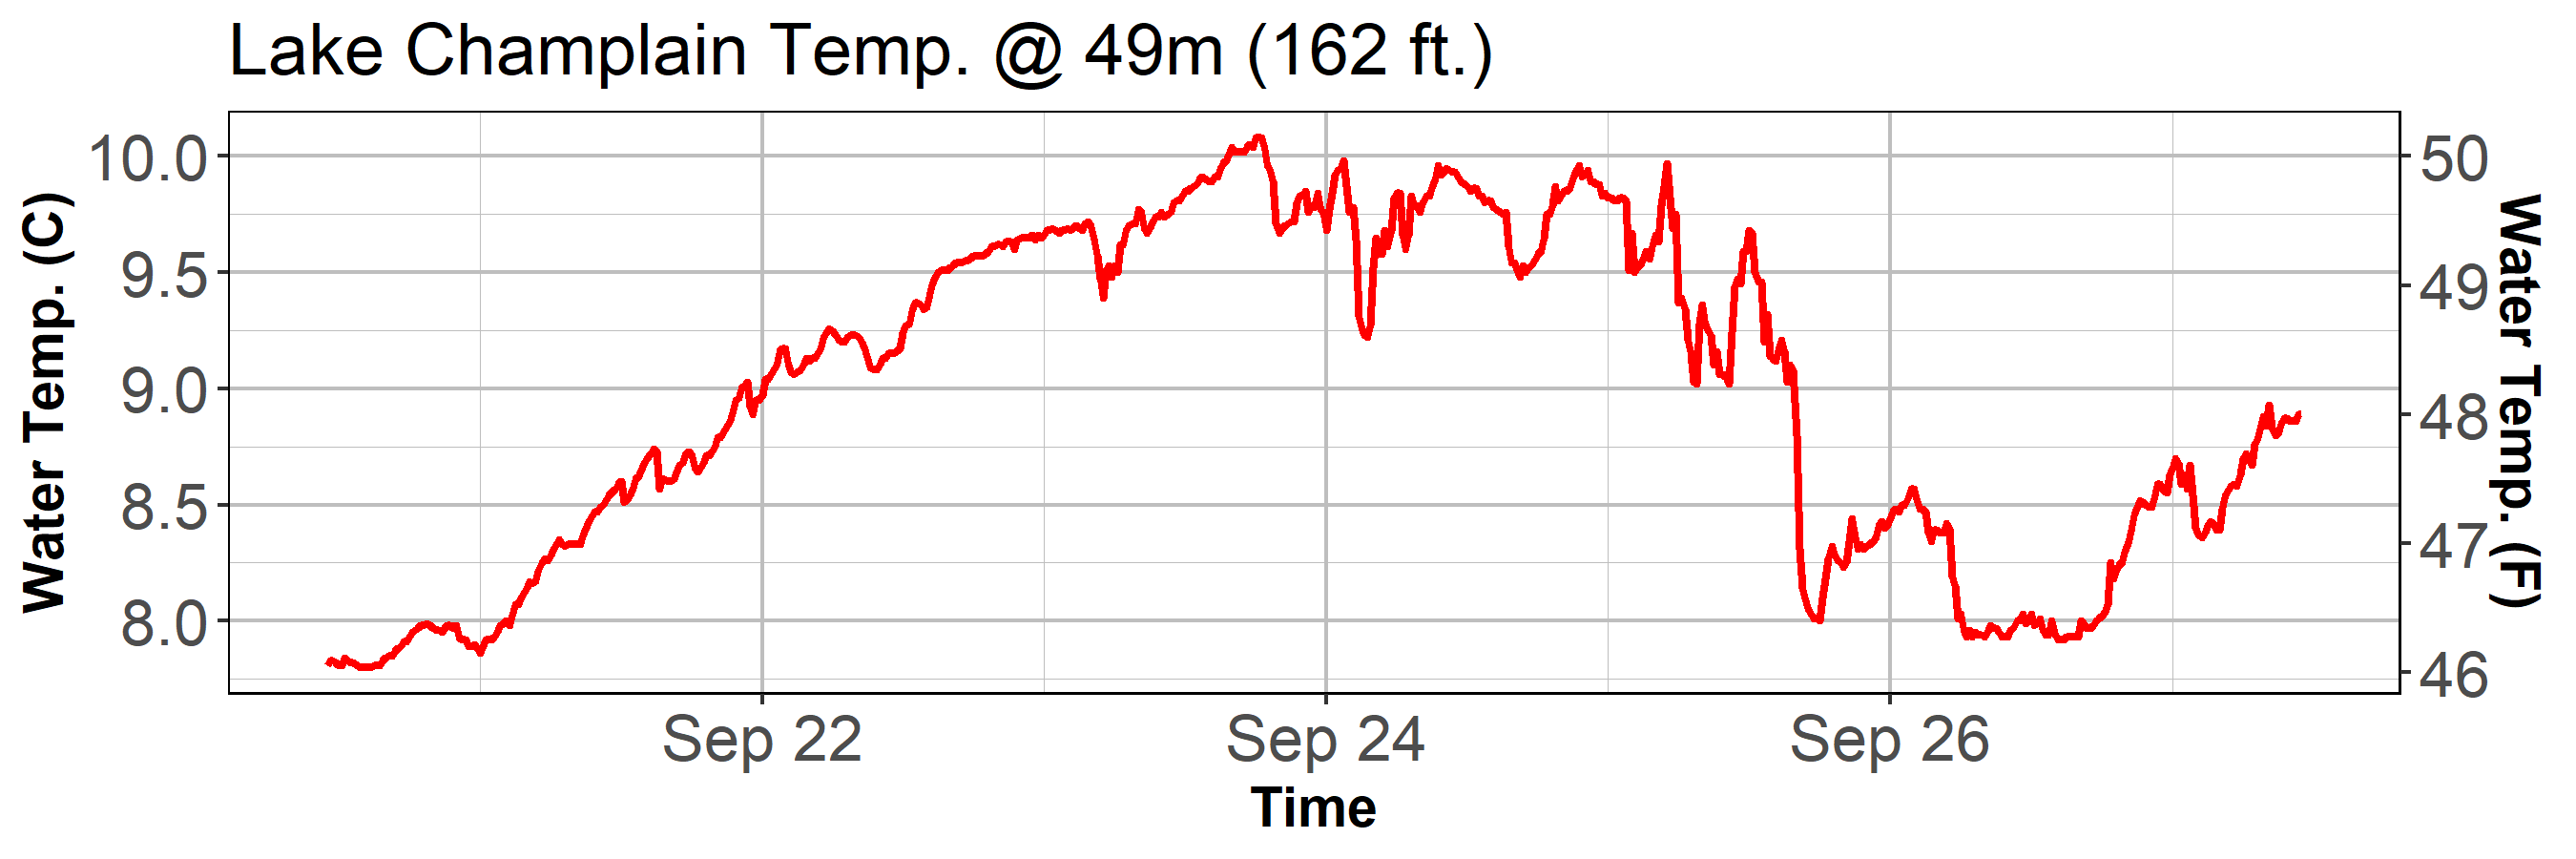 Lake Champlain Temp. @ 49m (162 ft.)
Water Temp. (C)
10.0
9.5
9.0
8.5
8.0
50
49
48
47
46
Water Temp. (F)
Sep 22
Sep 24
Sep 26
Time